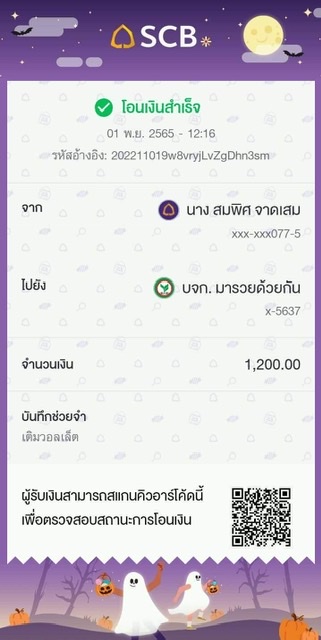 SCB
โอนเงินสำเร็จ
01 พ.ย. 2565 - 12:16
รหัสอ้างอิง: 202211019w8vryjLvZgDhn3sm
จาก
นาง สมพิศ จาดเสม
xxx-xxx077-5
ไปยัง
บจก. มารวยด้วยกัน
x-5637
จำนวนเงิน
1,200.00
บันทึกช่วยจำ
เติมวอลเล็ต
ผู้รับเงินสามารถสแกนคิวอาร์โค้ดนี้
เพื่อตรวจสอบสถานะการโอนเงิน